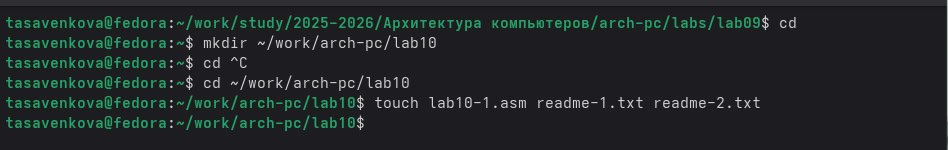 tasavenkova@fedora:~/work/study/2025-2026/Архитектура компьютеров/arch-pc/labs/lab09$ cd
tasavenkova@fedora:~$ mkdir ~/work/arch-pc/lab10
tasavenkova@fedora:~$ cd ^C
tasavenkova@fedora:~$ cd ~/work/arch-pc/lab10
tasavenkova@fedora:~/work/arch-pc/lab10$ touch lab10-1.asm readme-1.txt readme-2.txt
tasavenkova@fedora:~/work/arch-pc/lab10$